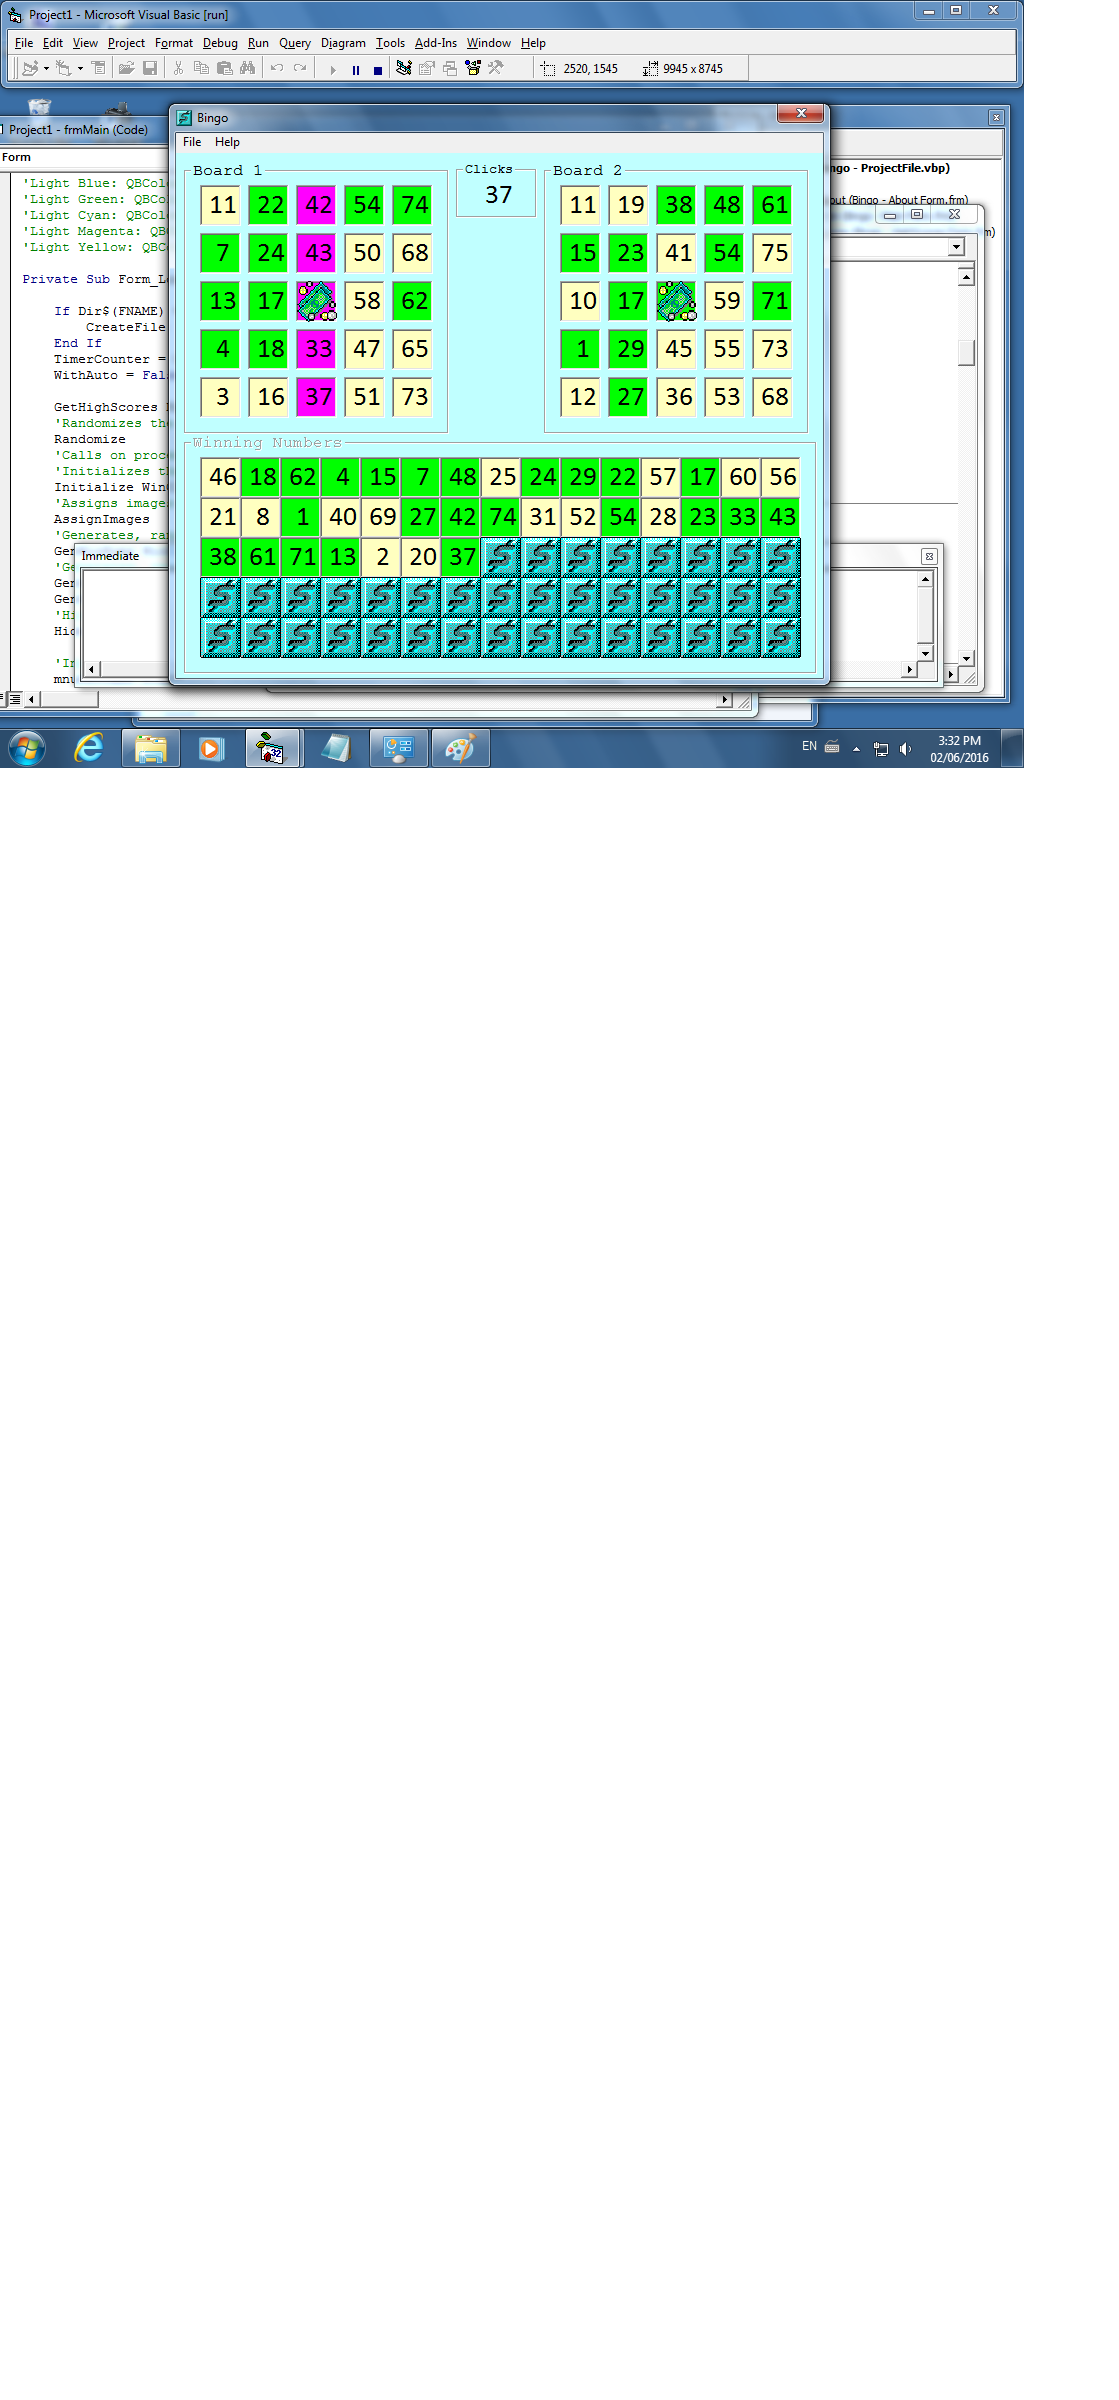 Project1 - Microsoft Visual Basic [run]
File Edit View Project Format Debug Run Query Diagram Tools Add-Ins Window Help
2520, 1545 9945 x 8745
Project1 - frmMain (Code)
Form
'Light Blue: QBCol
'Light Green: QBCo
'Light Cyan: QBCol
'Light Magenta: QB
'Light Yellow: QBC
Private Sub Form_L
If Dir$(FNAME)
CreateFile
End If
TimerCounter =
WithAuto = Fal
GetHighScores
'Randomizes th
Randomize
'Calls on proc
'Initializes t
Initialize Win
'Assigns image
AssignImages
'Generates, ra
Ger
'Ge
Ger
Ger
'Hi
Hid
'In
mnu
Bingo
File Help
Board 1
11 22 42 54 74
7 24 43 50 68
13 17 58 62
4 18 33 47 65
3 16 37 51 73
Clicks
37
Board 2
11 19 38 48 61
15 23 41 54 75
10 17 59 71
1 29 45 55 73
12 27 36 53 68
Winning Numbers
46 18 62 4 15 7 48 25 24 29 22 57 17 60 56
21 8 1 40 69 27 42 74 31 52 54 28 23 33 43
38 61 71 13 2 20 37
ngo - ProjectFile.vbp)
out (Bingo - About Form.frm)
m)
Immediate
32
EN
3:32 PM
02/06/2016